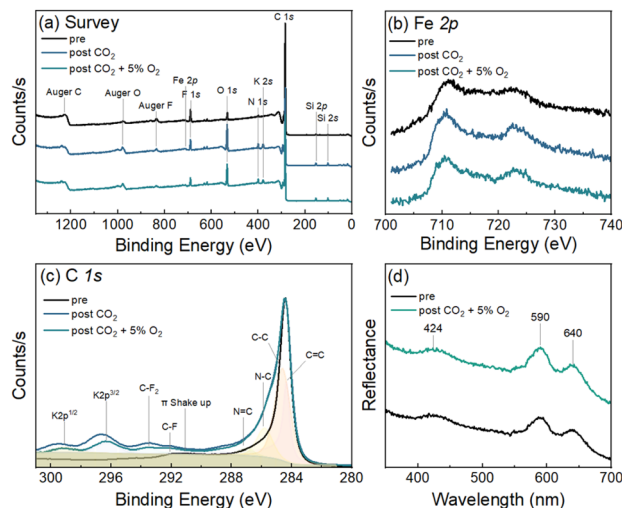 (a) Survey
pre
post CO₂
post CO₂ + 5% O₂
C 1s
Auger C
Auger O
Auger F
Fe 2p
F 1s
O 1s
K 2s
N 1s
Si 2p
Si 2s
Counts/s
1200 1000 800 600 400 200 0
Binding Energy (eV)
(b) Fe 2p
pre
post CO₂
post CO₂ + 5% O₂
Counts/s
700 710 720 730 740
Binding Energy (eV)
(c) C 1s
pre
post CO₂
post CO₂ + 5% O₂
C-C
C=C
N-C
N=C
π Shake up
C-F₂
C-F
K2p³/²
K2p¹/²
Counts/s
300 296 292 288 284 280
Binding Energy (eV)
(d)
pre
post CO₂ + 5% O₂
424
590
640
Reflectance
400 500 600 700
Wavelength (nm)